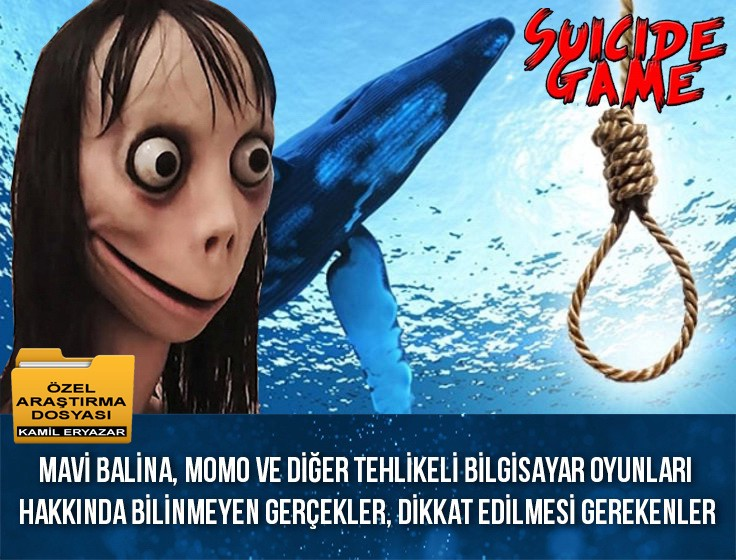 SUICIDE
GAME
ÖZEL
ARAŞTIRMA
DOSYASI
KAMİL ERYAZAR
MAVİ BALİNA, MOMO VE DİĞER TEHLİKELİ BİLGİSAYAR OYUNLARI
HAKKINDA BİLİNMEYEN GERÇEKLER, DİKKAT EDİLMESİ GEREKENLER